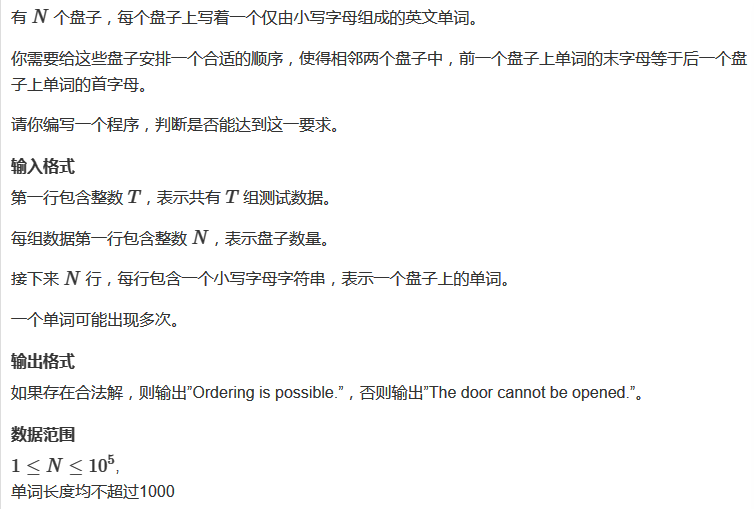 有 N 个盘子，每个盘子上写着一个仅由小写字母组成的英文单词。
你需要给这些盘子安排一个合适的顺序，使得相邻两个盘子中，前一个盘子上单词的末字母等于后一个盘
子上单词的首字母。
请你编写一个程序，判断是否能达到这一要求。
输入格式
第一行包含整数 T，表示共有 T 组测试数据。
每组数据第一行包含整数 N，表示盘子数量。
接下来 N 行，每行包含一个小写字母字符串，表示一个盘子上的单词。
一个单词可能出现多次。
输出格式
如果存在合法解，则输出”Ordering is possible.”，否则输出”The door cannot be opened.”。
数据范围
1 ≤ N ≤ 10⁵,
单词长度均不超过1000